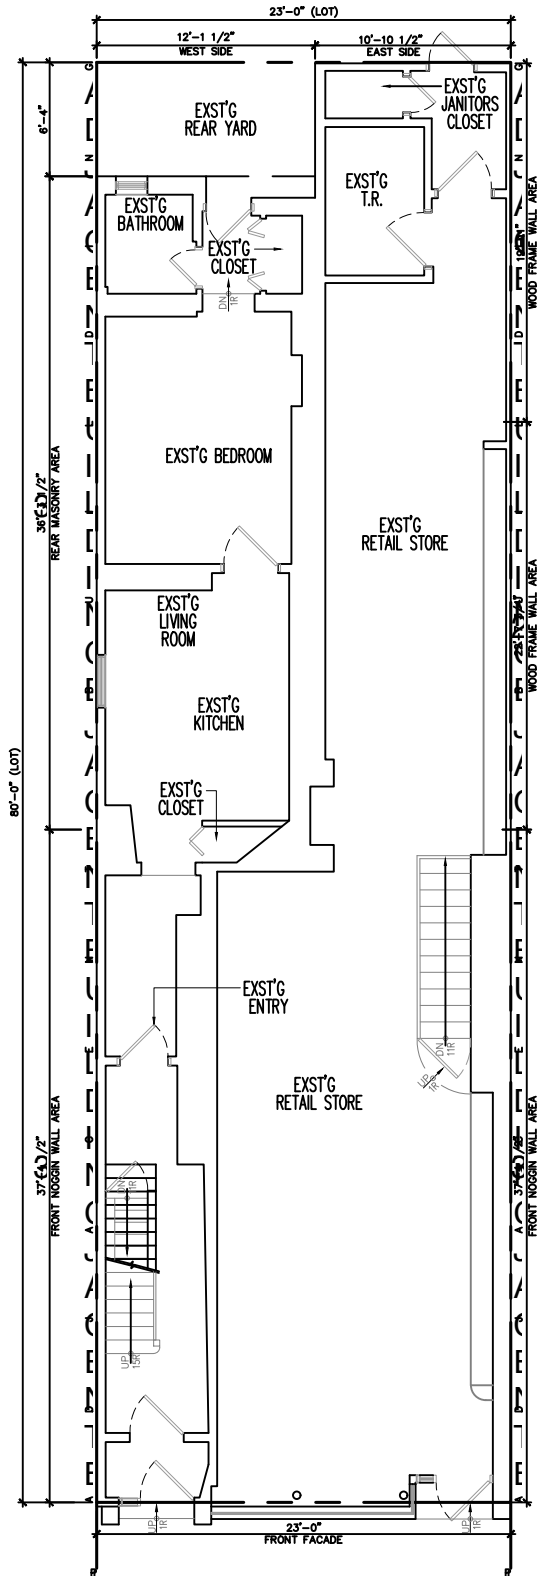 23'-0" (LOT)
12'-1 1/2"
WEST SIDE
10'-10 1/2"
EAST SIDE
6'-4"
EXST'G
REAR YARD
EXST'G
JANITORS
CLOSET
EXST'G
T.R.
EXST'G
BATHROOM
EXST'G
CLOSET
DN
1R
WOOD FRAME WALL AREA
EXST'G BEDROOM
REAR MASONRY AREA
EXST'G
RETAIL STORE
EXST'G
LIVING
ROOM
WOOD FRAME WALL AREA
EXST'G
KITCHEN
80'-0" (LOT)
EXST'G
CLOSET
EXST'G
ENTRY
DN
11R
UP
1R
EXST'G
RETAIL STORE
FRONT NOGGIN WALL AREA
FRONT NOGGIN WALL AREA
DN
1R
UP
15R
UP
1R
UP
1R
23'-0"
FRONT FACADE